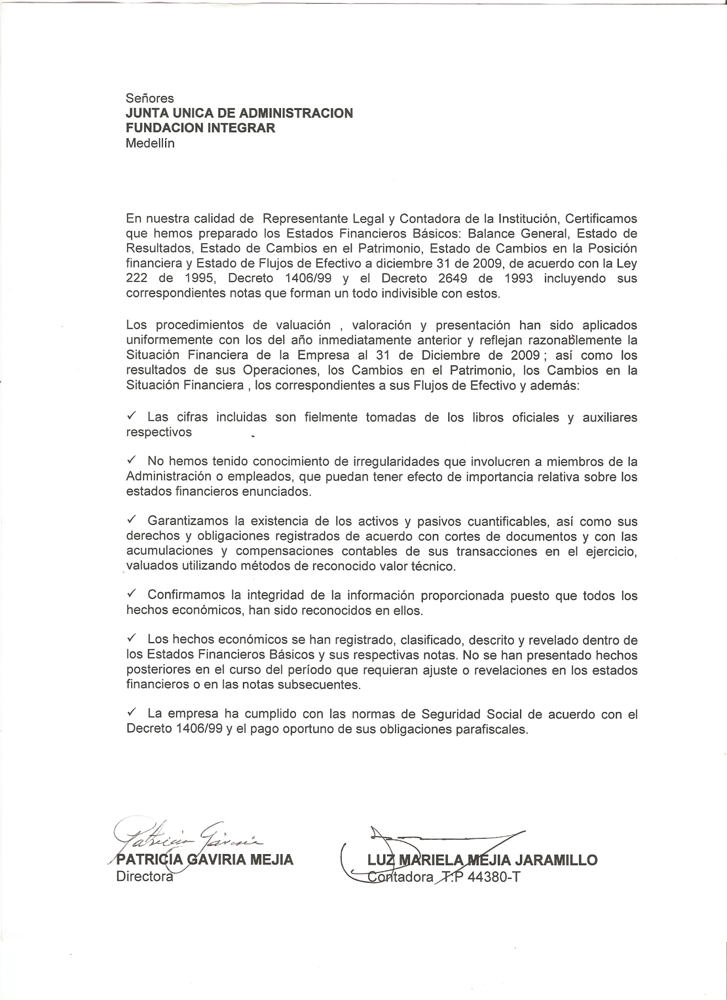 Señores
JUNTA UNICA DE ADMINISTRACION
FUNDACION INTEGRAR
Medellín
En nuestra calidad de Representante Legal y Contadora de la Institución, Certificamos
que hemos preparado los Estados Financieros Básicos: Balance General, Estado de
Resultados, Estado de Cambios en el Patrimonio, Estado de Cambios en la Posición
financiera y Estado de Flujos de Efectivo a diciembre 31 de 2009, de acuerdo con la Ley
222 de 1995, Decreto 1406/99 y el Decreto 2649 de 1993 incluyendo sus
correspondientes notas que forman un todo indivisible con estos.
Los procedimientos de valuación , valoración y presentación han sido aplicados
uniformemente con los del año inmediatamente anterior y reflejan razonablemente la
Situación Financiera de la Empresa al 31 de Diciembre de 2009 ; así como los
resultados de sus Operaciones, los Cambios en el Patrimonio, los Cambios en la
Situación Financiera , los correspondientes a sus Flujos de Efectivo y además:
✓ Las cifras incluidas son fielmente tomadas de los libros oficiales y auxiliares
respectivos
✓ No hemos tenido conocimiento de irregularidades que involucren a miembros de la
Administración o empleados, que puedan tener efecto de importancia relativa sobre los
estados financieros enunciados.
✓ Garantizamos la existencia de los activos y pasivos cuantificables, así como sus
derechos y obligaciones registrados de acuerdo con cortes de documentos y con las
acumulaciones y compensaciones contables de sus transacciones en el ejercicio,
valuados utilizando métodos de reconocido valor técnico.
✓ Confirmamos la integridad de la información proporcionada puesto que todos los
hechos económicos, han sido reconocidos en ellos.
✓ Los hechos económicos se han registrado, clasificado, descrito y revelado dentro de
los Estados Financieros Básicos y sus respectivas notas. No se han presentado hechos
posteriores en el curso del período que requieran ajuste o revelaciones en los estados
financieros o en las notas subsecuentes.
✓ La empresa ha cumplido con las normas de Seguridad Social de acuerdo con el
Decreto 1406/99 y el pago oportuno de sus obligaciones parafiscales.
Patricia Gaviria
PATRICIA GAVIRIA MEJIA LUZ MARIELA MEJIA JARAMILLO
Directora Contadora T.P 44380-T